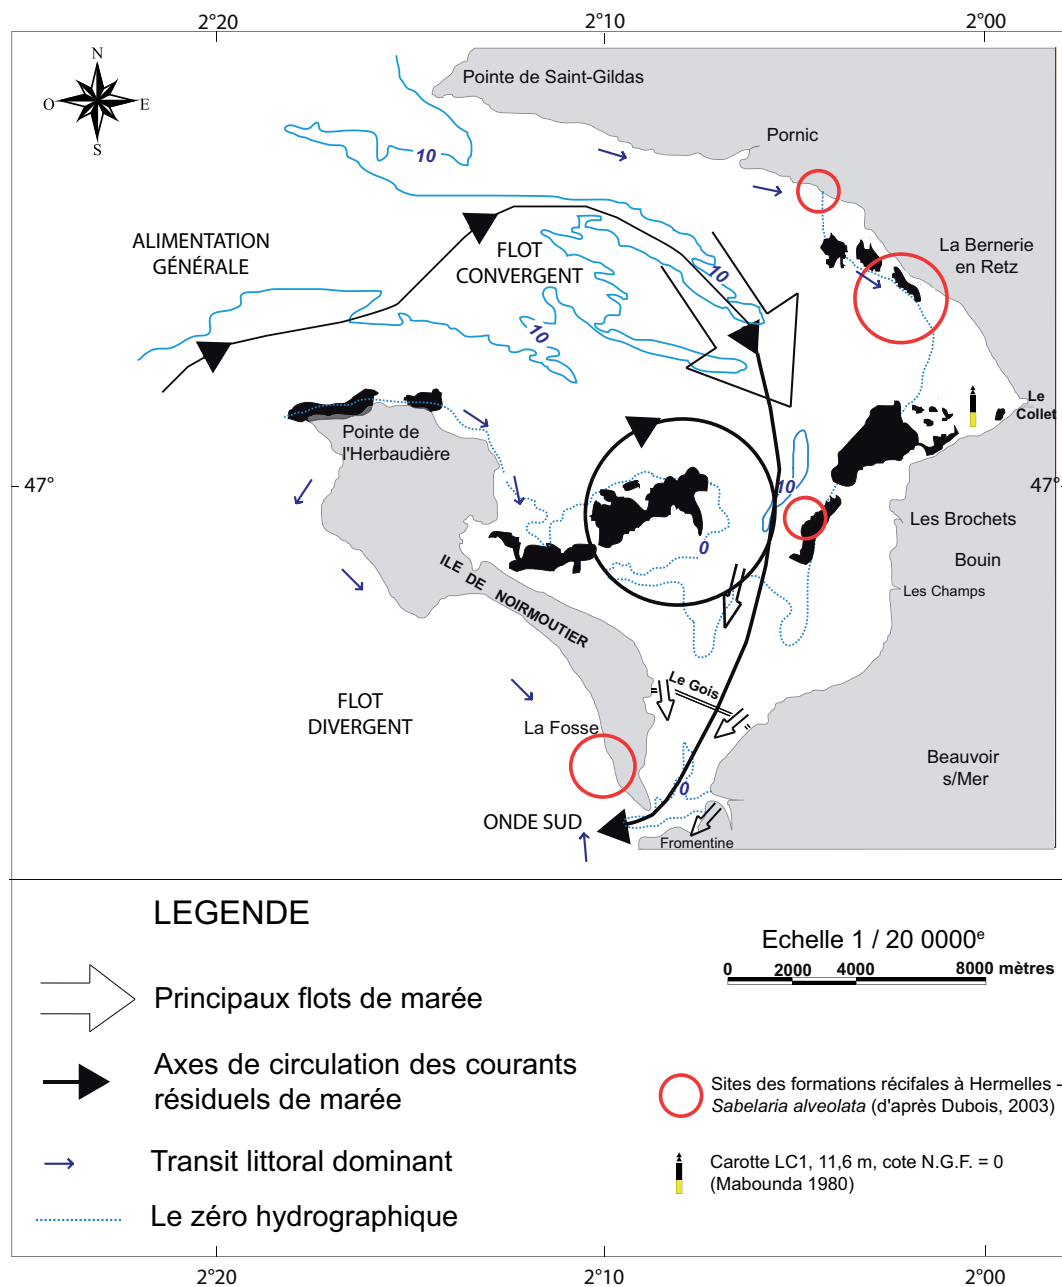 2°20
2°10
2°00
N
O
E
S
Pointe de Saint-Gildas
Pornic
10
ALIMENTATION
GÉNÉRALE
FLOT
CONVERGENT
10
La Bernerie
en Retz
10
Le
Collet
Pointe de
l'Herbaudière
47°
10
47°
Les Brochets
0
Bouin
ILE DE NOIRMOUTIER
Les Champs
Le Gois
FLOT
DIVERGENT
La Fosse
Beauvoir
s/Mer
0
ONDE SUD
Fromentine
LEGENDE
Echelle 1 / 20 0000e
0 2000 4000 8000 mètres
Principaux flots de marée
Axes de circulation des courants
résiduels de marée
Sites des formations récifales à Hermelles -
Sabelaria alveolata (d'après Dubois, 2003)
Transit littoral dominant
Carotte LC1, 11,6 m, cote N.G.F. = 0
(Mabounda 1980)
Le zéro hydrographique
2°20
2°10
2°00